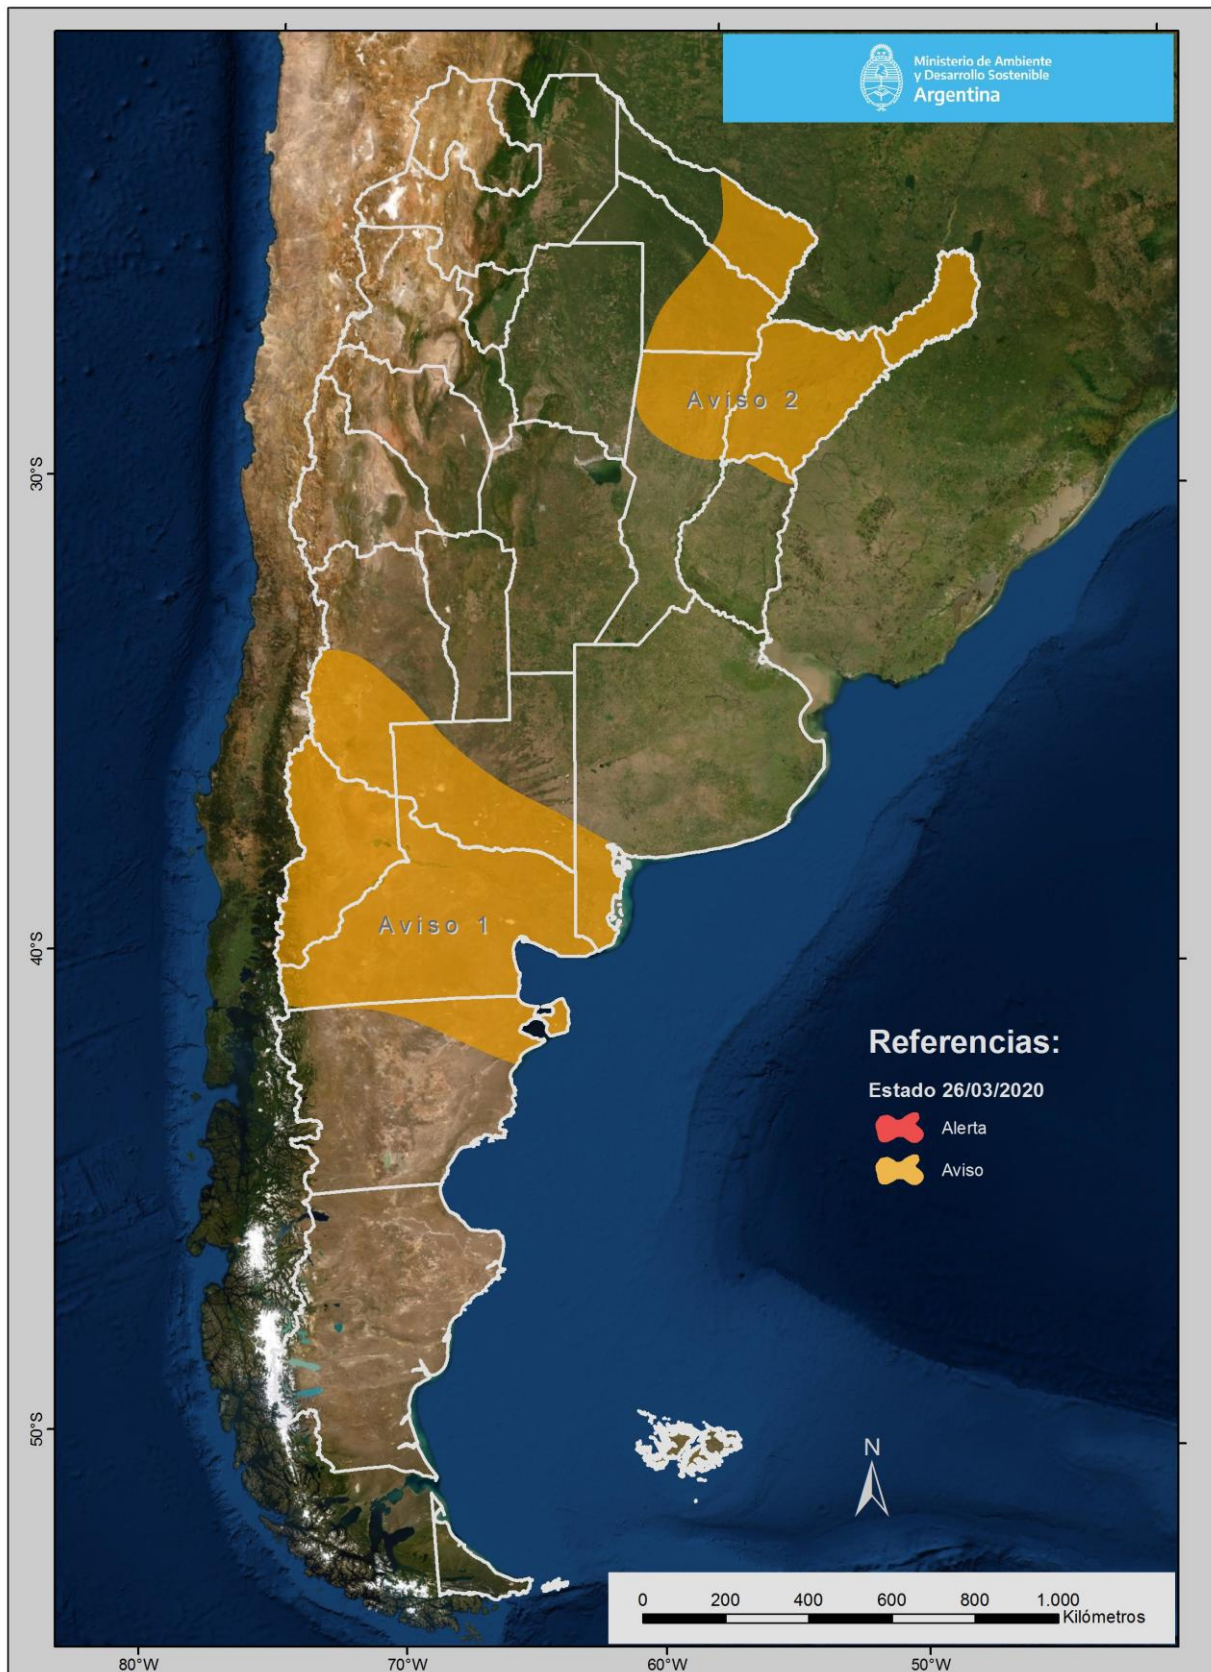 Ministerio de Ambiente
y Desarrollo Sostenible
Argentina
Aviso 2
30°S
Aviso 1
40°S
Referencias:
Estado 26/03/2020
Alerta
Aviso
50°S
N
0 200 400 600 800 1.000
Kilómetros
80°W 70°W 60°W 50°W